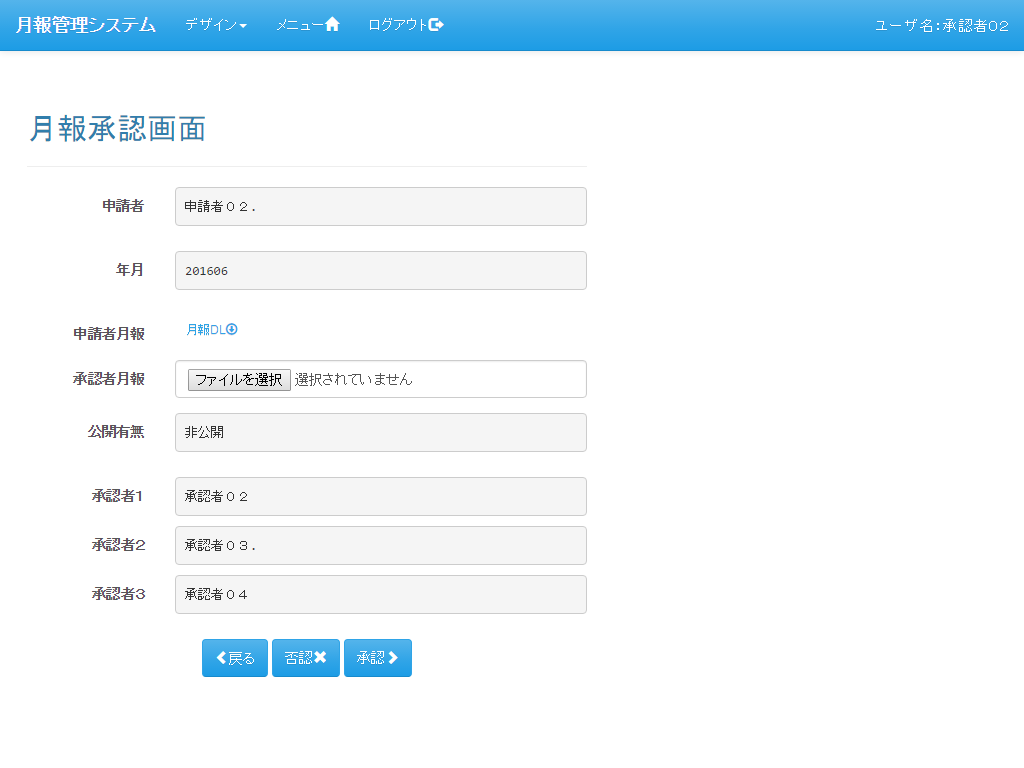 月報管理システム デザイン メニュー ログアウト ユーザ名:承認者02
月報承認画面
申請者 申請者０２.
年月 201606
申請者月報 月報DL
承認者月報 ファイルを選択 選択されていません
公開有無 非公開
承認者1 承認者０２
承認者2 承認者０３.
承認者3 承認者０４
戻る 否認 承認